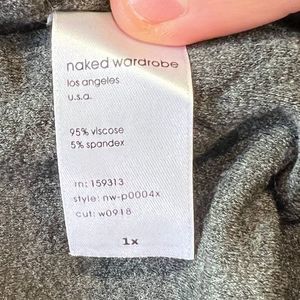 naked wardrobe
los angeles
u.s.a.
95% viscose
5% spandex
rn: 159313
style: nw-p0004x
cut: w0918
1x